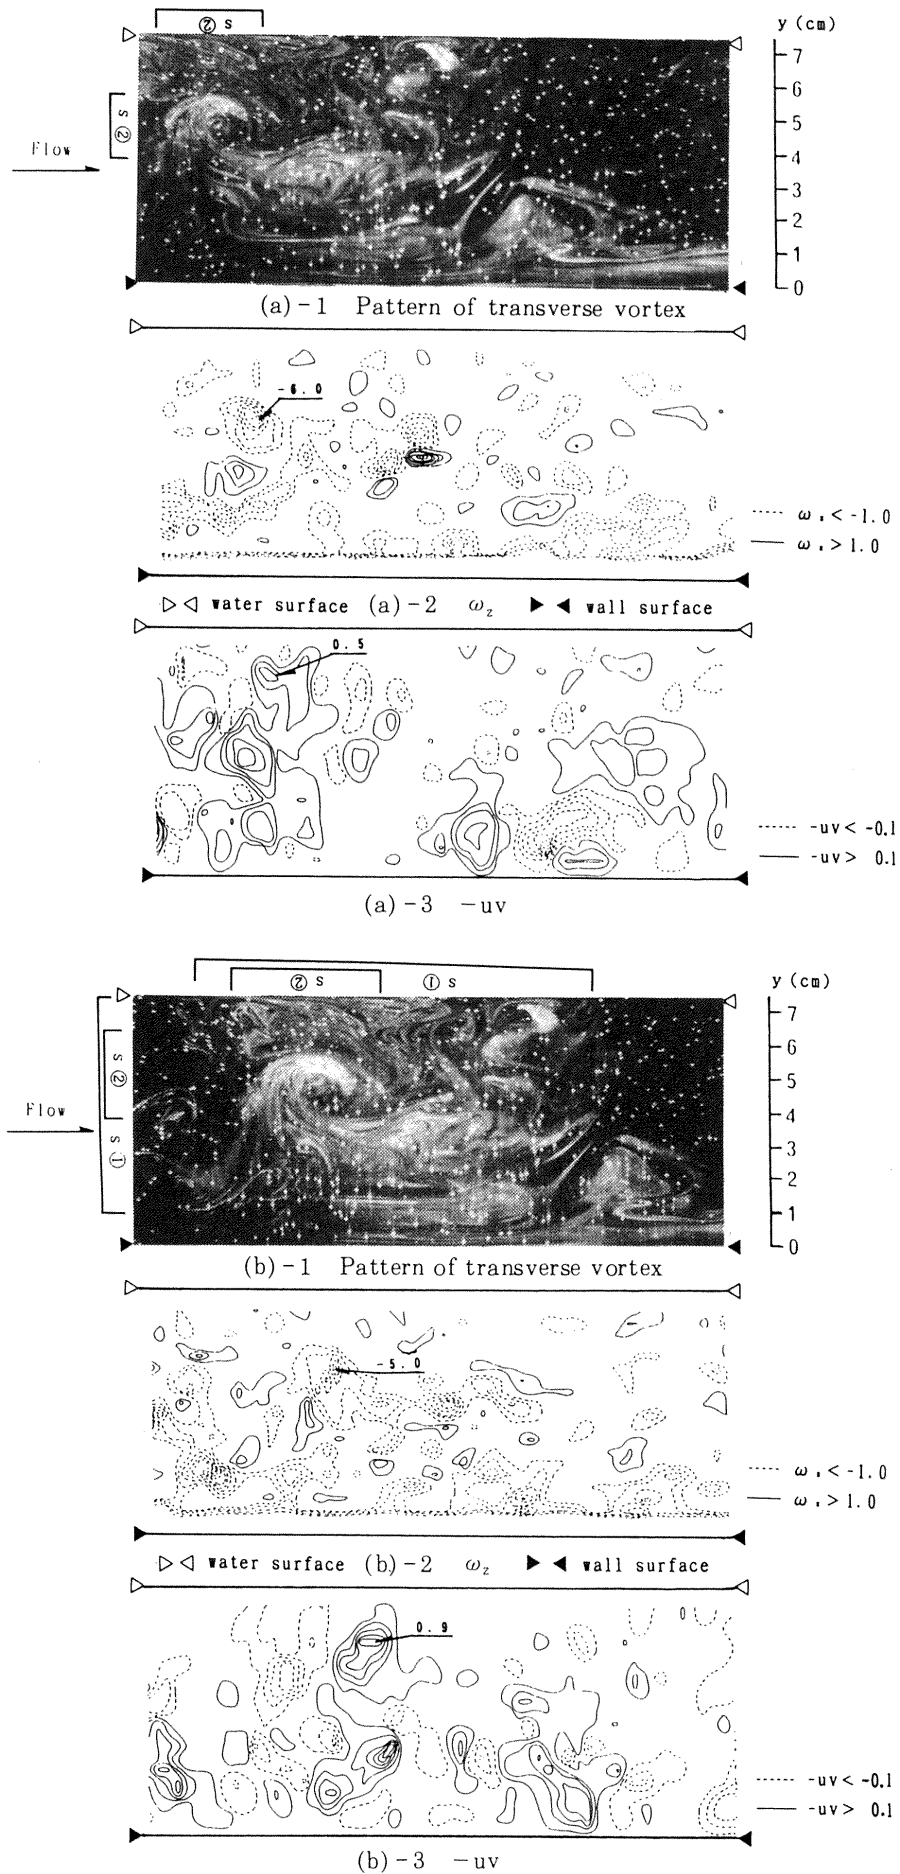 ② s
y (cm)
7
6
5
4
3
2
1
0
s ②
Flow
(a)-1 Pattern of transverse vortex
-6.0
ω z < -1.0
ω z > 1.0
▷ ◁ water surface (a)-2 ω_z ▶ ◀ wall surface
0.5
-uv < -0.1
-uv > 0.1
(a)-3 -uv
② s ① s
y (cm)
7
6
5
4
3
2
1
0
s ②
s ①
Flow
(b)-1 Pattern of transverse vortex
-5.0
ω z < -1.0
ω z > 1.0
▷ ◁ water surface (b)-2 ω_z ▶ ◀ wall surface
0.9
-uv < -0.1
-uv > 0.1
(b)-3 -uv